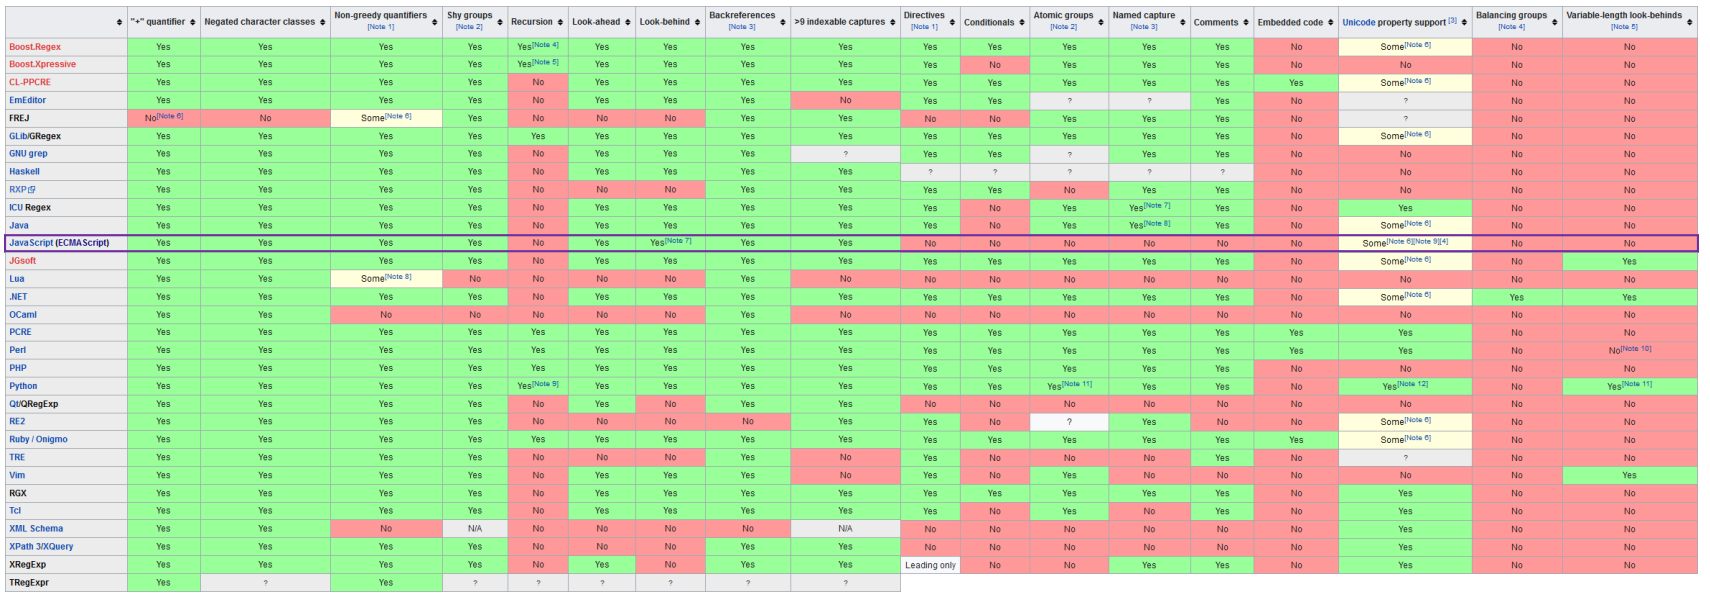 "+" quantifier Negated character classes Non-greedy quantifiers [Note 1] Shy groups [Note 2] Recursion Look-ahead Look-behind Backreferences [Note 3] >9 indexable captures Directives [Note 1] Conditionals Atomic groups [Note 2] Named capture [Note 3] Comments Embedded code Unicode property support [3] Balancing groups [Note 4] Variable-length look-behinds [Note 5]
Boost.Regex Yes Yes Yes Yes Yes[Note 4] Yes Yes Yes Yes Yes Yes Yes Yes Yes No Some[Note 6] No No
Boost.Xpressive Yes Yes Yes Yes Yes[Note 5] Yes Yes Yes Yes Yes No Yes Yes Yes No No No No
CL-PPCRE Yes Yes Yes Yes No Yes Yes Yes Yes Yes Yes Yes Yes Yes Yes Some[Note 6] No No
EmEditor Yes Yes Yes Yes No Yes Yes Yes No Yes Yes ? ? Yes No ? No No
FREJ No[Note 6] No Some[Note 6] Yes No No No Yes Yes No No Yes Yes Yes No ? No No
GLib/GRegex Yes Yes Yes Yes Yes Yes Yes Yes Yes Yes Yes Yes Yes Yes No Some[Note 6] No No
GNU grep Yes Yes Yes Yes No Yes Yes Yes ? Yes Yes ? Yes Yes No No No No
Haskell Yes Yes Yes Yes No Yes Yes Yes Yes ? ? ? ? ? No No No No
RXP Yes Yes Yes Yes No No No Yes Yes Yes Yes No Yes Yes No No No No
ICU Regex Yes Yes Yes Yes No Yes Yes Yes Yes Yes No Yes Yes[Note 7] Yes No Yes No No
Java Yes Yes Yes Yes No Yes Yes Yes Yes Yes No Yes Yes[Note 8] Yes No Some[Note 6] No No
JavaScript (ECMAScript) Yes Yes Yes Yes No Yes Yes[Note 7] Yes Yes No No No No No No Some[Note 6][Note 9][4] No No
JGsoft Yes Yes Yes Yes No Yes Yes Yes Yes Yes Yes Yes Yes Yes No Some[Note 6] No Yes
Lua Yes Yes Some[Note 8] No No No No Yes No No No No No No No No No No
.NET Yes Yes Yes Yes No Yes Yes Yes Yes Yes Yes Yes Yes Yes No Some[Note 6] Yes Yes
OCaml Yes Yes No No No No No Yes No No No No No No No No No No
PCRE Yes Yes Yes Yes Yes Yes Yes Yes Yes Yes Yes Yes Yes Yes Yes Yes No No
Perl Yes Yes Yes Yes Yes Yes Yes Yes Yes Yes Yes Yes Yes Yes Yes Yes No No[Note 10]
PHP Yes Yes Yes Yes Yes Yes Yes Yes Yes Yes Yes Yes Yes Yes No No No No
Python Yes Yes Yes Yes Yes[Note 9] Yes Yes Yes Yes Yes Yes Yes[Note 11] Yes Yes No Yes[Note 12] No Yes[Note 11]
Qt/QRegExp Yes Yes Yes Yes No Yes No Yes Yes No No No No No No No No No
RE2 Yes Yes Yes Yes No No No No Yes Yes No ? Yes No No Some[Note 6] No No
Ruby / Onigmo Yes Yes Yes Yes Yes Yes Yes Yes Yes Yes Yes Yes Yes Yes Yes Some[Note 6] No No
TRE Yes Yes Yes Yes No No No Yes No Yes No No No Yes No ? No No
Vim Yes Yes Yes Yes No Yes Yes Yes No Yes No Yes No No No No No Yes
RGX Yes Yes Yes Yes No Yes Yes Yes Yes Yes Yes Yes Yes Yes No Yes No No
Tcl Yes Yes Yes Yes No Yes Yes Yes Yes Yes No Yes No Yes No Yes No No
XML Schema Yes Yes No N/A No No No No N/A No No No No No No Yes No No
XPath 3/XQuery Yes Yes Yes Yes No No No Yes Yes No No No No No No Yes No No
XRegExp Yes Yes Yes Yes No Yes No Yes Yes Leading only No No Yes Yes No Yes No No
TRegExpr Yes ? Yes ? ? ? ? ? ?